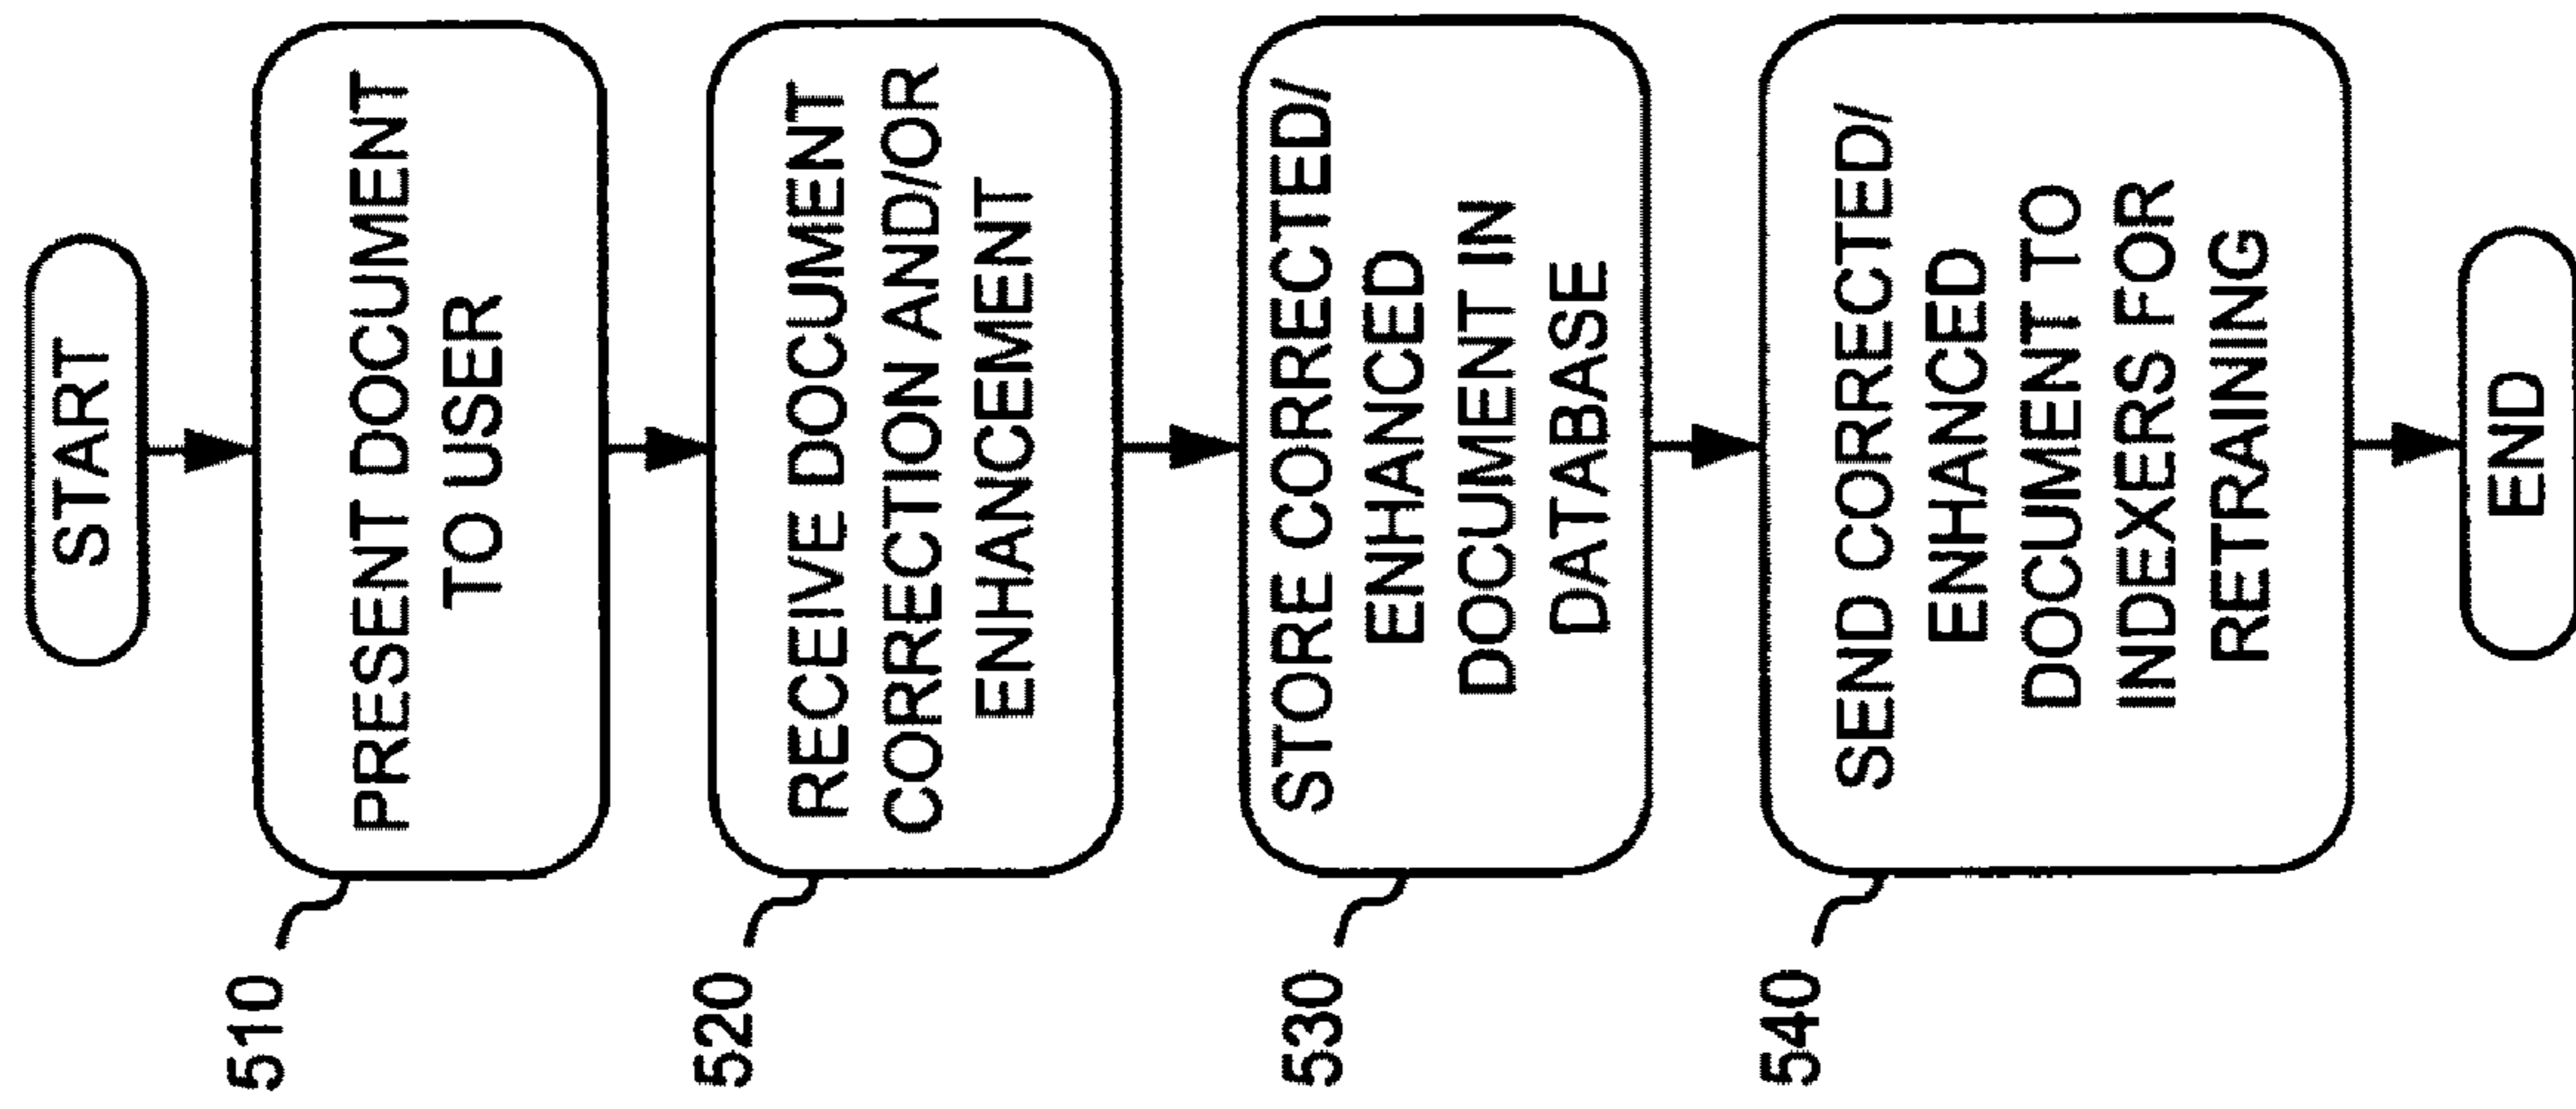 START
510
PRESENT DOCUMENT
TO USER
520
RECEIVE DOCUMENT
CORRECTION AND/OR
ENHANCEMENT
530
STORE CORRECTED/
ENHANCED
DOCUMENT IN
DATABASE
540
SEND CORRECTED/
ENHANCED
DOCUMENT TO
INDEXERS FOR
RETRAINING
END